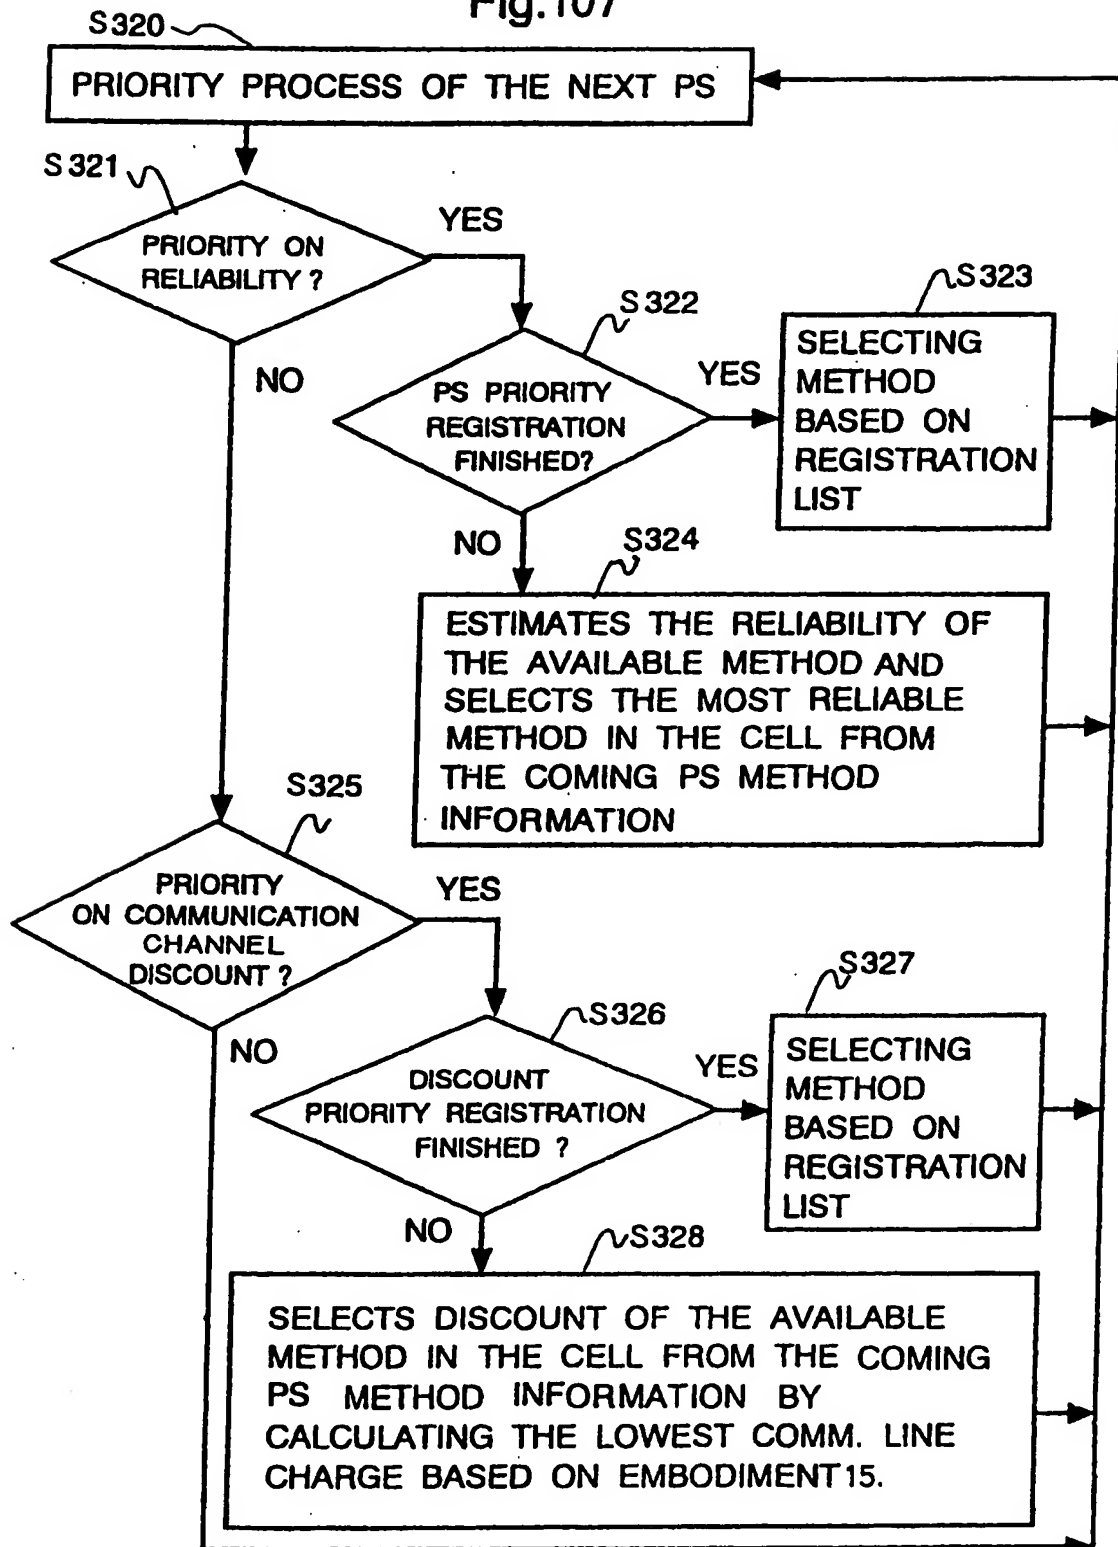 Fig.107
S320
PRIORITY PROCESS OF THE NEXT PS
S321
PRIORITY ON
RELIABILITY ?
YES
NO
S322
PS PRIORITY
REGISTRATION
FINISHED?
YES
NO
S323
SELECTING
METHOD
BASED ON
REGISTRATION
LIST
S324
ESTIMATES THE RELIABILITY OF
THE AVAILABLE METHOD AND
SELECTS THE MOST RELIABLE
METHOD IN THE CELL FROM
THE COMING PS METHOD
INFORMATION
S325
PRIORITY
ON COMMUNICATION
CHANNEL
DISCOUNT ?
YES
NO
S326
DISCOUNT
PRIORITY REGISTRATION
FINISHED ?
YES
NO
S327
SELECTING
METHOD
BASED ON
REGISTRATION
LIST
S328
SELECTS DISCOUNT OF THE AVAILABLE
METHOD IN THE CELL FROM THE COMING
PS METHOD INFORMATION BY
CALCULATING THE LOWEST COMM. LINE
CHARGE BASED ON EMBODIMENT15.